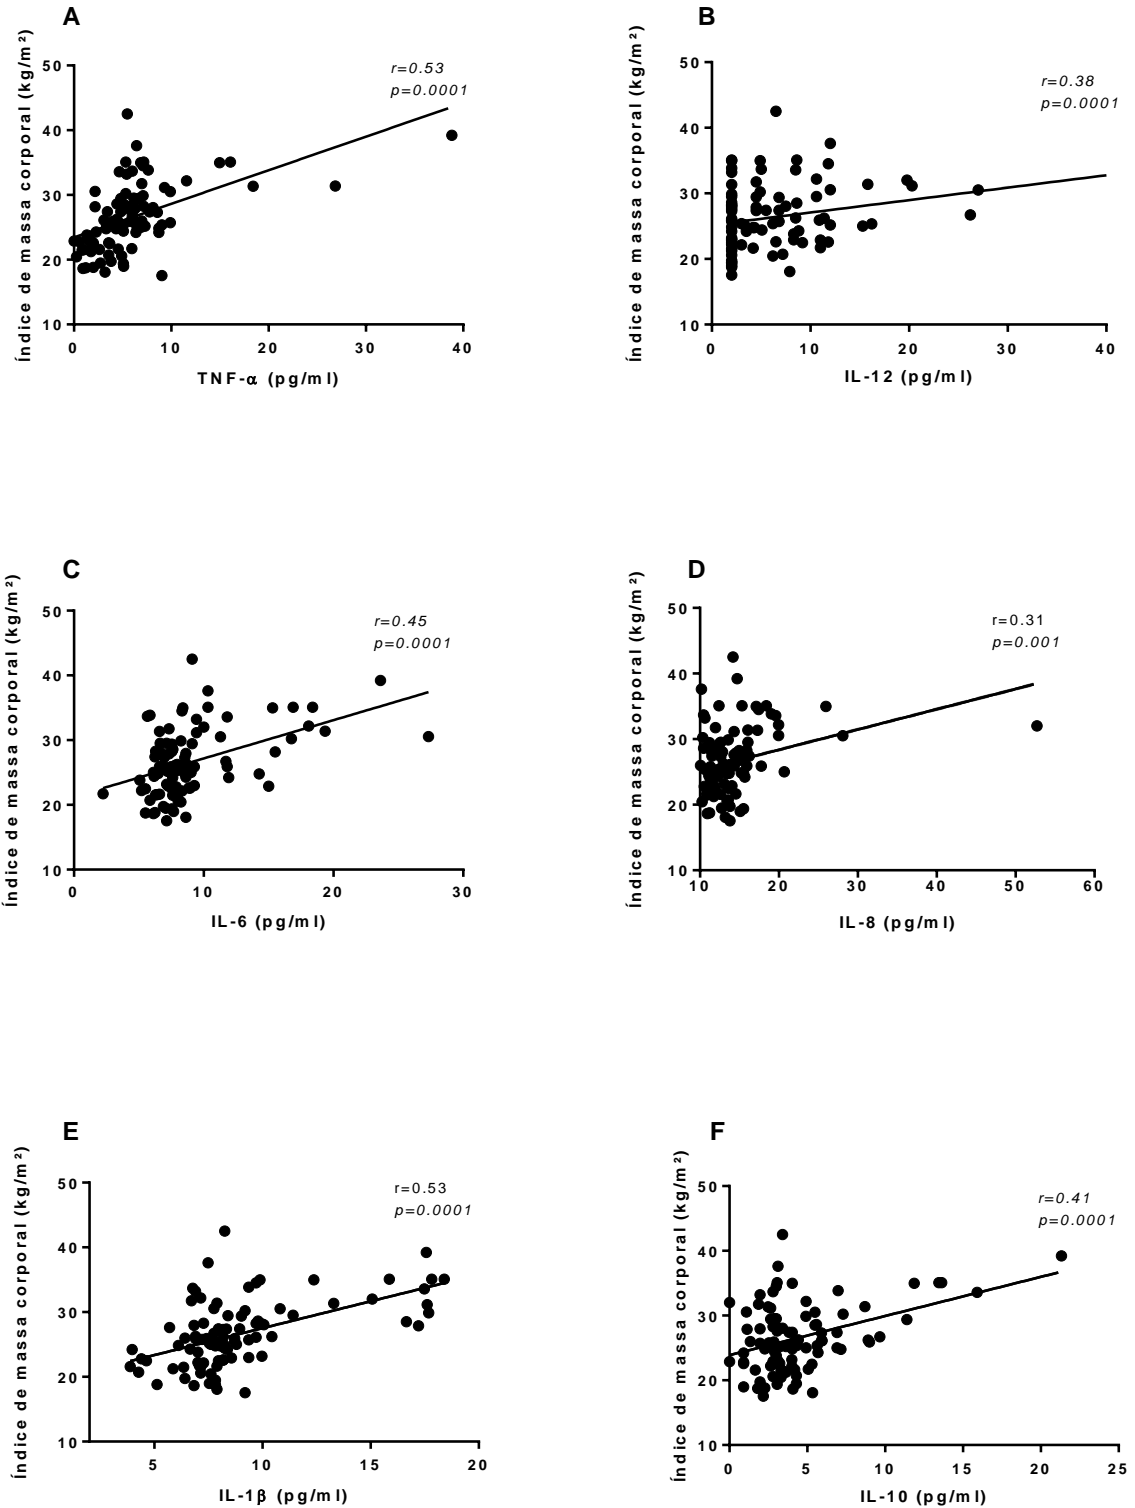 A
Índice de massa corporal (kg/m²)
50
40
30
20
10
0 10 20 30 40
TNF-α (pg/ml)
r=0.53
p=0.0001
B
Índice de massa corporal (kg/m²)
50
40
30
20
10
0 10 20 30 40
IL-12 (pg/ml)
r=0.38
p=0.0001
C
Índice de massa corporal (kg/m²)
50
40
30
20
10
0 10 20 30
IL-6 (pg/ml)
r=0.45
p=0.0001
D
Índice de massa corporal (kg/m²)
50
40
30
20
10
10 20 30 40 50 60
IL-8 (pg/ml)
r=0.31
p=0.001
E
Índice de massa corporal (kg/m²)
50
40
30
20
10
5 10 15 20
IL-1β (pg/ml)
r=0.53
p=0.0001
F
Índice de massa corporal (kg/m²)
50
40
30
20
10
0 5 10 15 20 25
IL-10 (pg/ml)
r=0.41
p=0.0001